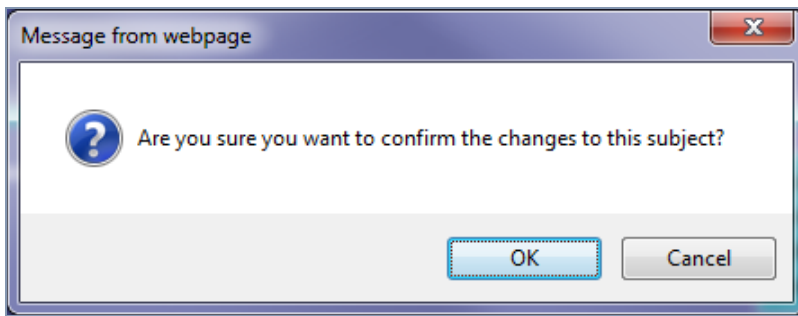 Message from webpage
Are you sure you want to confirm the changes to this subject?
OK
Cancel